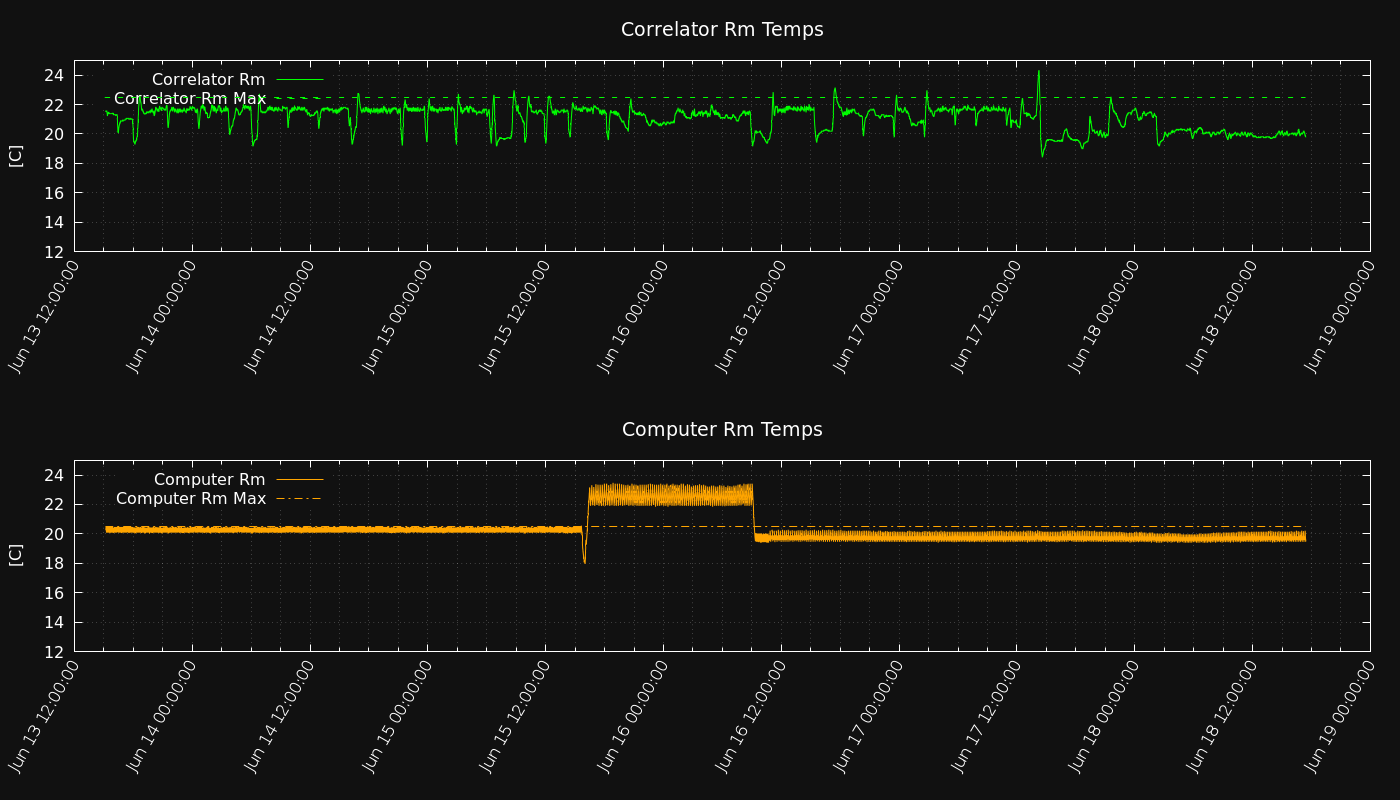 Correlator Rm Temps
Correlator Rm
Correlator Rm Max
24
22
20
18
16
14
12
[C]
Jun 13 12:00:00
Jun 14 00:00:00
Jun 14 12:00:00
Jun 15 00:00:00
Jun 15 12:00:00
Jun 16 00:00:00
Jun 16 12:00:00
Jun 17 00:00:00
Jun 17 12:00:00
Jun 18 00:00:00
Jun 18 12:00:00
Jun 19 00:00:00
Computer Rm Temps
Computer Rm
Computer Rm Max
24
22
20
18
16
14
12
[C]
Jun 13 12:00:00
Jun 14 00:00:00
Jun 14 12:00:00
Jun 15 00:00:00
Jun 15 12:00:00
Jun 16 00:00:00
Jun 16 12:00:00
Jun 17 00:00:00
Jun 17 12:00:00
Jun 18 00:00:00
Jun 18 12:00:00
Jun 19 00:00:00